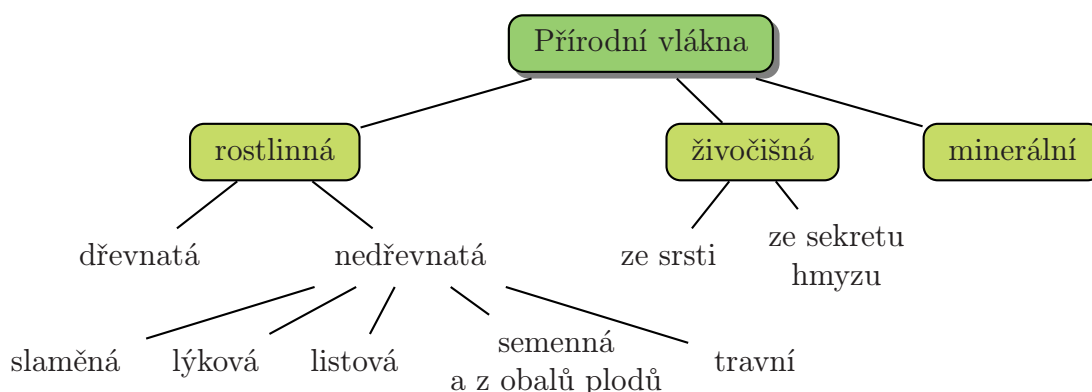 Přírodní vlákna
rostlinná
živočišná
minerální
dřevnatá
nedřevnatá
ze srsti
ze sekretu
hmyzu
slaměná
lýková
listová
semenná
a z obalů plodů
travní